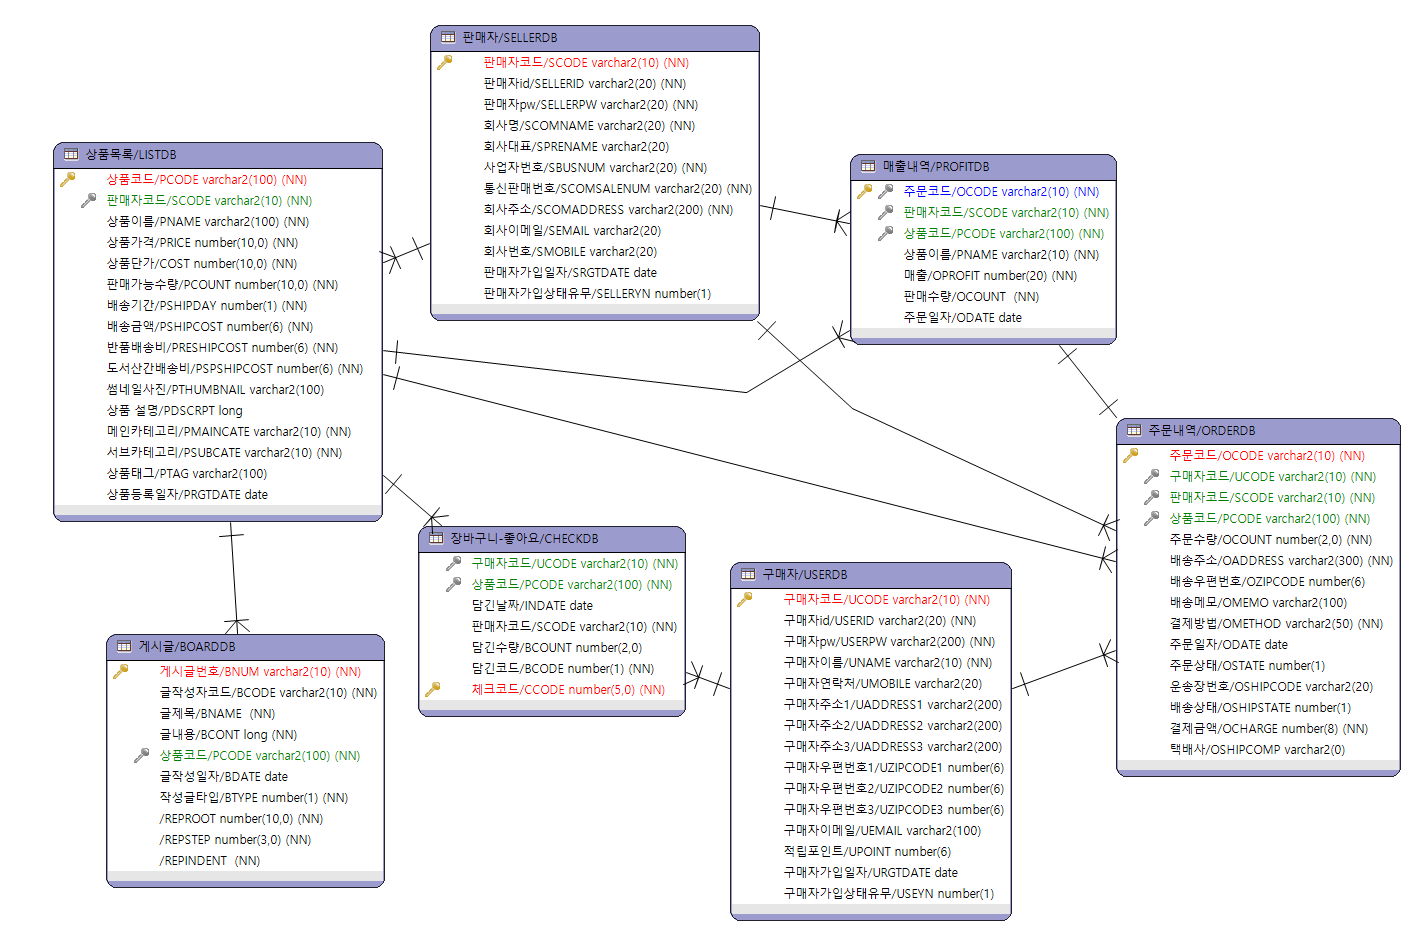 판매자/SELLERDB
판매자코드/SCODE varchar2(10) (NN)
판매자id/SELLERID varchar2(20) (NN)
판매자pw/SELLERPW varchar2(20) (NN)
회사명/SCOMNAME varchar2(20) (NN)
회사대표/SPRENAME varchar2(20)
사업자번호/SBUSNUM varchar2(20) (NN)
통신판매번호/SCOMSALENUM varchar2(20) (NN)
회사주소/SCOMADDRESS varchar2(200) (NN)
회사이메일/SEMAIL varchar2(20)
회사번호/SMOBILE varchar2(20)
판매자가입일자/SRGTDATE date
판매자가입상태유무/SELLERYN number(1)
상품목록/LISTDB
상품코드/PCODE varchar2(100) (NN)
판매자코드/SCODE varchar2(10) (NN)
상품이름/PNAME varchar2(100) (NN)
상품가격/PRICE number(10,0) (NN)
상품단가/COST number(10,0) (NN)
판매가능수량/PCOUNT number(10,0) (NN)
배송기간/PSHIPDAY number(1) (NN)
배송금액/PSHIPCOST number(6) (NN)
반품배송비/PRESHIPCOST number(6) (NN)
도서산간배송비/PSPSHIPCOST number(6) (NN)
썸네일사진/PTHUMBNAIL varchar2(100)
상품 설명/PDSCRPT long
메인카테고리/PMAINCATE varchar2(10) (NN)
서브카테고리/PSUBCATE varchar2(10) (NN)
상품태그/PTAG varchar2(100)
상품등록일자/PRGTDATE date
매출내역/PROFITDB
주문코드/OCODE varchar2(10) (NN)
판매자코드/SCODE varchar2(10) (NN)
상품코드/PCODE varchar2(100) (NN)
상품이름/PNAME varchar2(10) (NN)
매출/OPROFIT number(20) (NN)
판매수량/OCOUNT (NN)
주문일자/ODATE date
주문내역/ORDERDB
주문코드/OCODE varchar2(10) (NN)
구매자코드/UCODE varchar2(10) (NN)
판매자코드/SCODE varchar2(10) (NN)
상품코드/PCODE varchar2(100) (NN)
주문수량/OCOUNT number(2,0) (NN)
배송주소/OADDRESS varchar2(300) (NN)
배송우편번호/OZIPCODE number(6)
배송메모/OMEMO varchar2(100)
결제방법/OMETHOD varchar2(50) (NN)
주문일자/ODATE date
주문상태/OSTATE number(1)
운송장번호/OSHIPCODE varchar2(20)
배송상태/OSHIPSTATE number(1)
결제금액/OCHARGE number(8) (NN)
택배사/OSHIPCOMP varchar2(0)
장바구니-좋아요/CHECKDB
구매자코드/UCODE varchar2(10) (NN)
상품코드/PCODE varchar2(100) (NN)
담긴날짜/INDATE date
판매자코드/SCODE varchar2(10) (NN)
담긴수량/BCOUNT number(2,0)
담긴코드/BCODE number(1) (NN)
체크코드/CCODE number(5,0) (NN)
구매자/USERDB
구매자코드/UCODE varchar2(10) (NN)
구매자id/USERID varchar2(20) (NN)
구매자pw/USERPW varchar2(200) (NN)
구매자이름/UNAME varchar2(10) (NN)
구매자연락처/UMOBILE varchar2(20)
구매자주소1/UADDRESS1 varchar2(200)
구매자주소2/UADDRESS2 varchar2(200)
구매자주소3/UADDRESS3 varchar2(200)
구매자우편번호1/UZIPCODE1 number(6)
구매자우편번호2/UZIPCODE2 number(6)
구매자우편번호3/UZIPCODE3 number(6)
구매자이메일/UEMAIL varchar2(100)
적립포인트/UPOINT number(6)
구매자가입일자/URGTDATE date
구매자가입상태유무/USEYN number(1)
게시글/BOARDDB
게시글번호/BNUM varchar2(10) (NN)
글작성자코드/BCODE varchar2(10) (NN)
글제목/BNAME (NN)
글내용/BCONT long (NN)
상품코드/PCODE varchar2(100) (NN)
글작성일자/BDATE date
작성글타입/BTYPE number(1) (NN)
/REPROOT number(10,0) (NN)
/REPSTEP number(3,0) (NN)
/REPINDENT (NN)